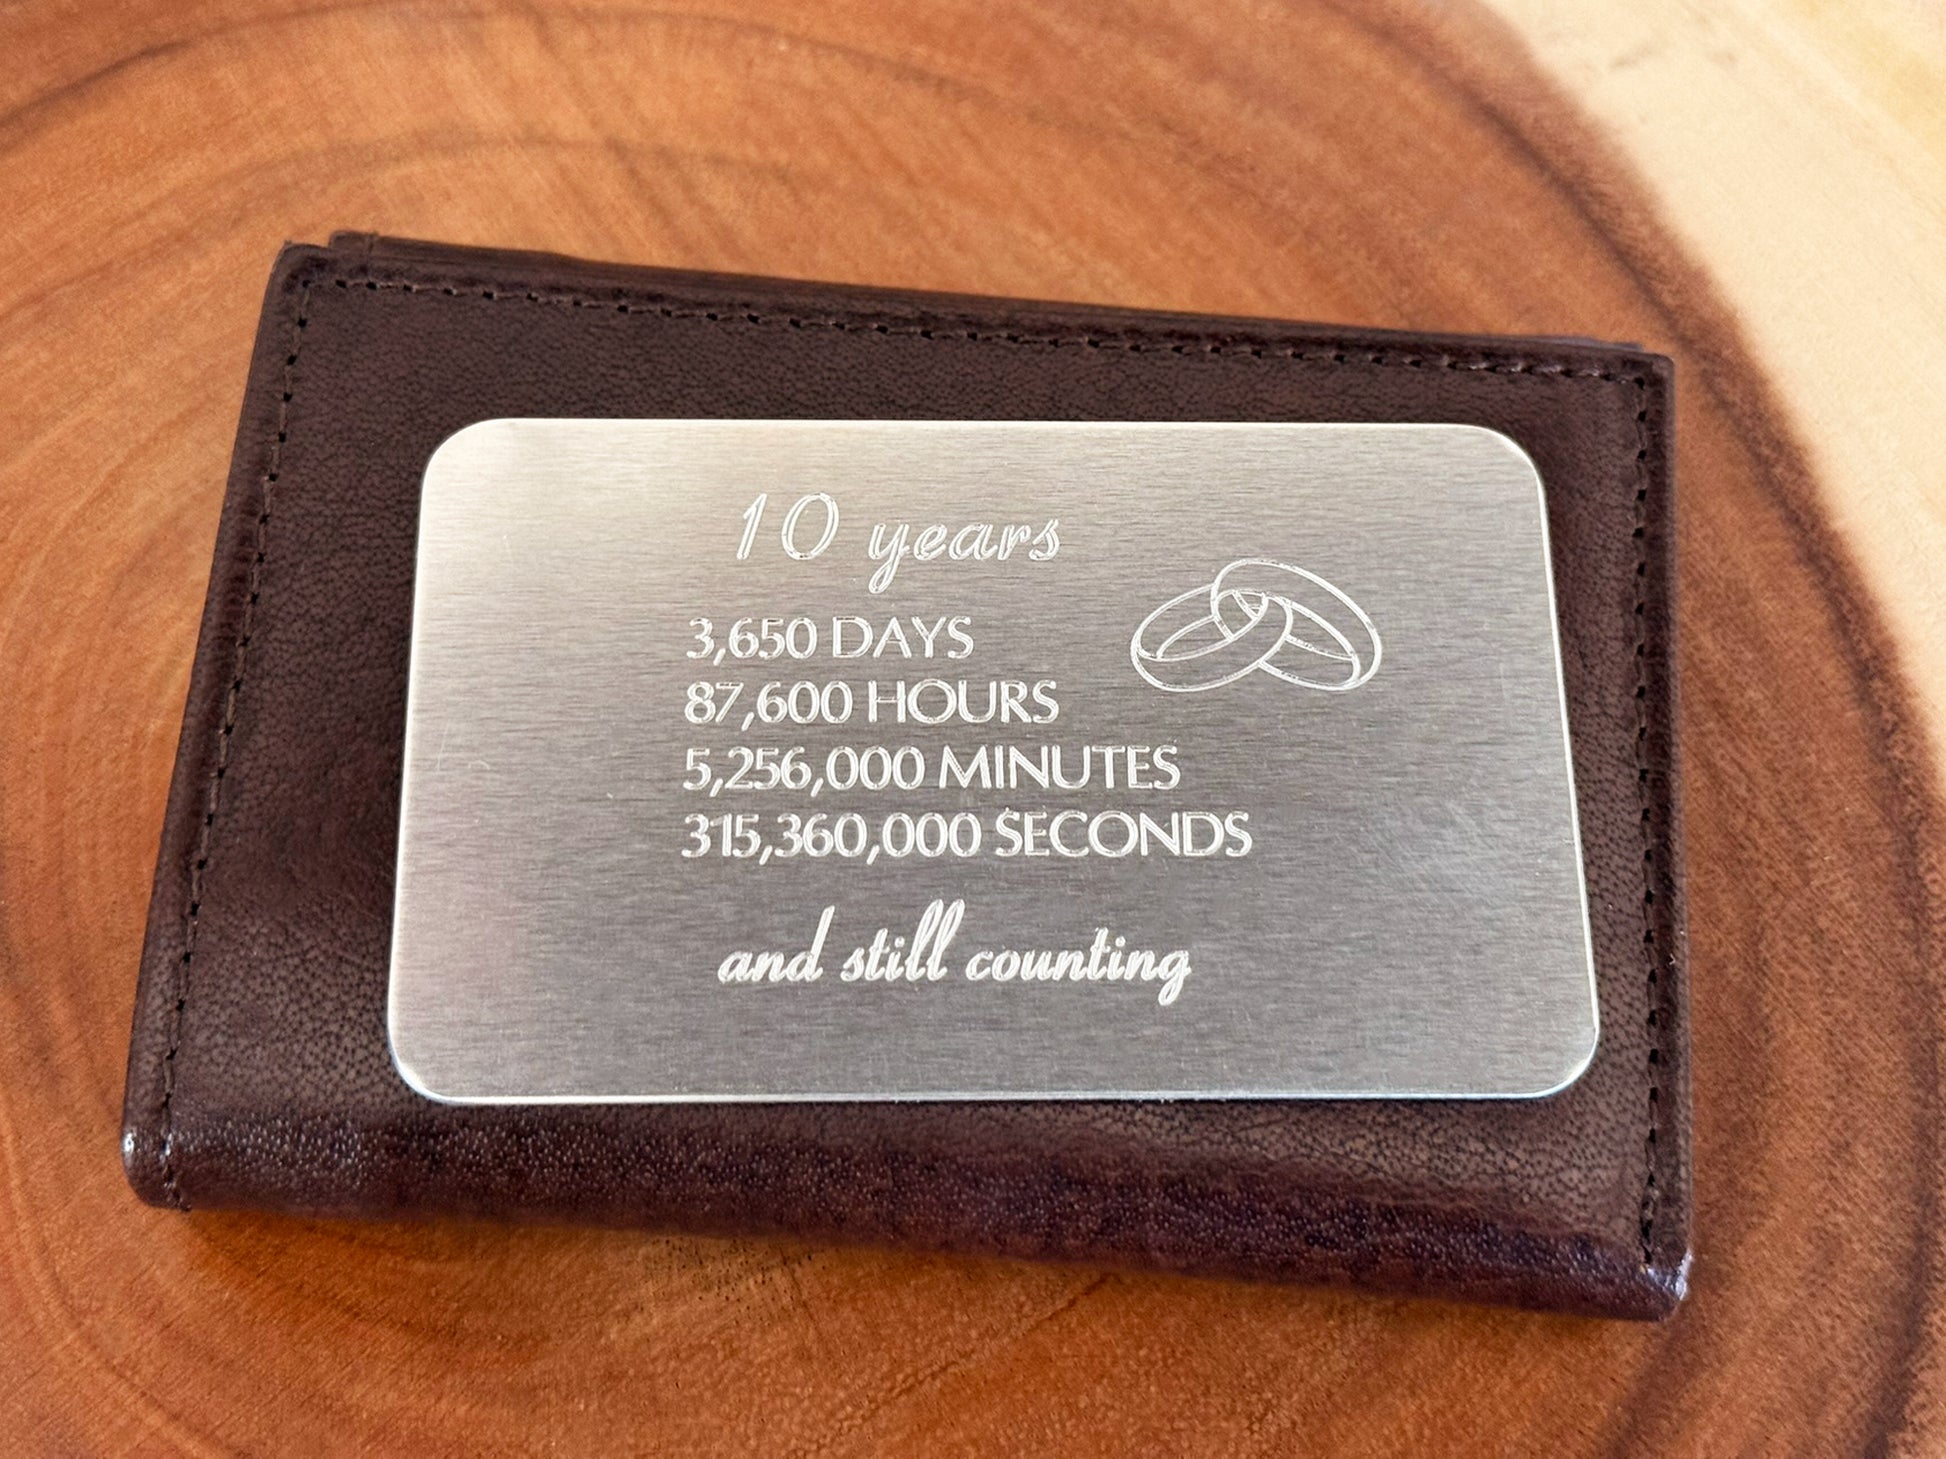 10 years
3,650 DAYS
87,600 HOURS
5,256,000 MINUTES
315,360,000 SECONDS
and still counting